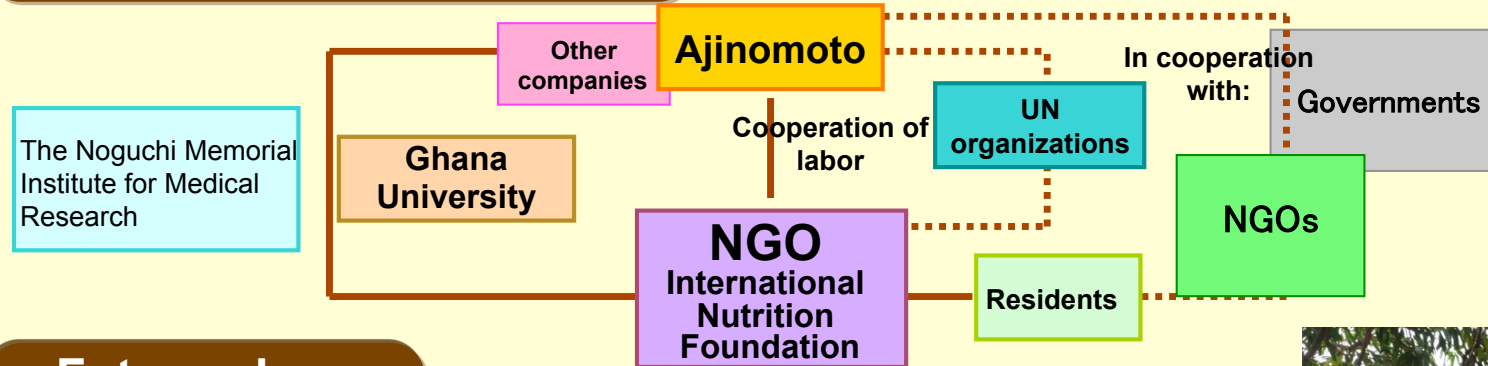 Other
companies
Ajinomoto
In cooperation
with:
Governments
The Noguchi Memorial
Institute for Medical
Research
Ghana
University
Cooperation of
labor
UN
organizations
NGOs
NGO
International
Nutrition
Foundation
Residents